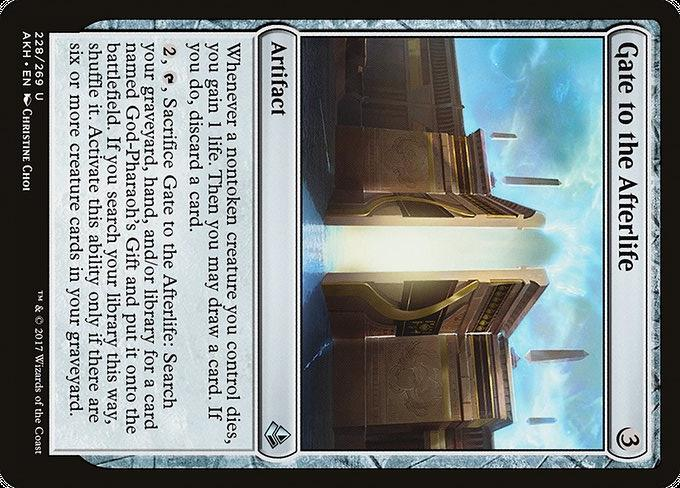 Gate to the Afterlife
3
Artifact
Whenever a nontoken creature you control dies,
you gain 1 life. Then you may draw a card. If
you do, discard a card.
2, T, Sacrifice Gate to the Afterlife: Search
your graveyard, hand, and/or library for a card
named God-Pharaoh's Gift and put it onto the
battlefield. If you search your library this way,
shuffle it. Activate this ability only if there are
six or more creature cards in your graveyard.
228/269 U
AKH • EN Christine Choi
™ & © 2017 Wizards of the Coast